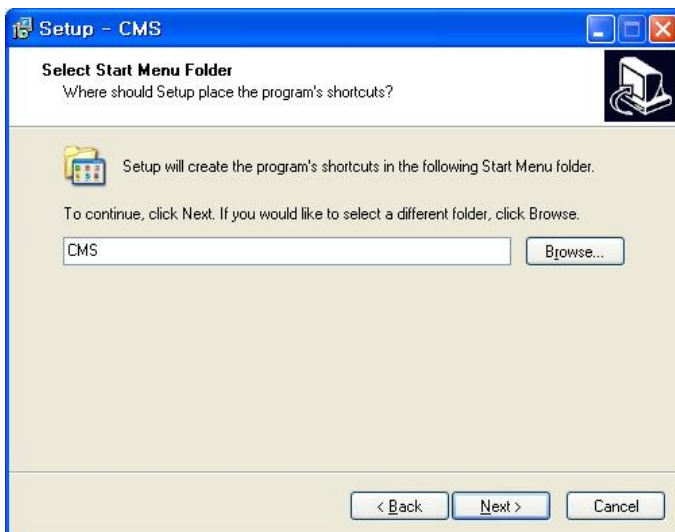 Setup - CMS
Select Start Menu Folder
Where should Setup place the program's shortcuts?
Setup will create the program's shortcuts in the following Start Menu folder.
To continue, click Next. If you would like to select a different folder, click Browse.
CMS
Browse...
< Back
Next >
Cancel